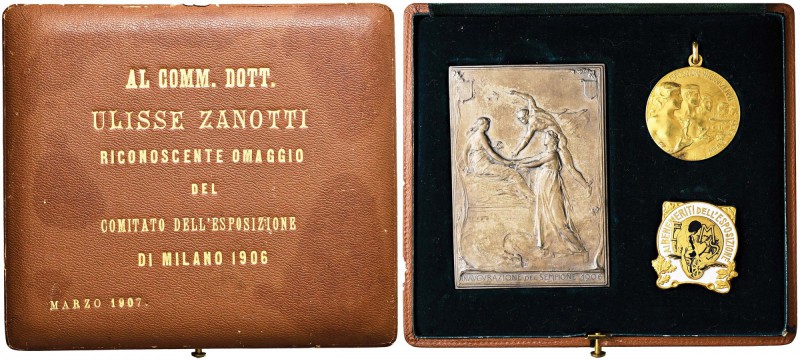 AL COMM. DOTT.
ULISSE ZANOTTI
RICONOSCENTE OMAGGIO
DEL
COMITATO DELL'ESPOSIZIONE
DI MILANO 1906
MARZO 1907.
INAUGURAZIONE DEL SEMPIONE 1906
AI BENEMERITI DELL'ESPOSIZIONE